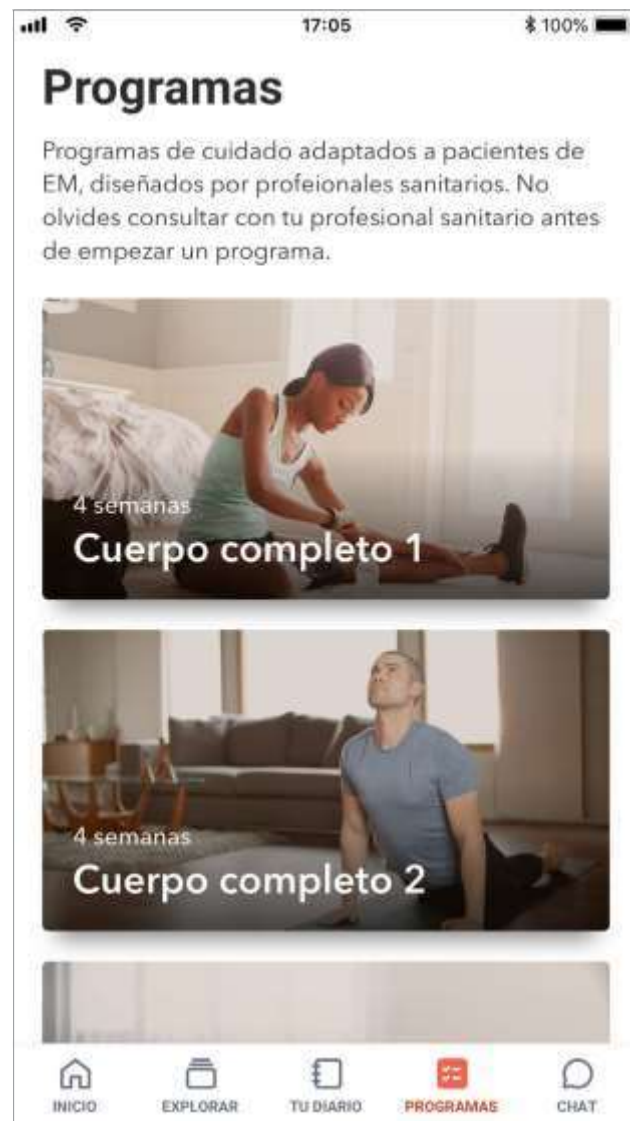 17:05
100%
Programas
Programas de cuidado adaptados a pacientes de
EM, diseñados por profeionales sanitarios. No
olvides consultar con tu profesional sanitario antes
de empezar un programa.
4 semanas
Cuerpo completo 1
4 semanas
Cuerpo completo 2
INICIO
EXPLORAR
TU DIARIO
PROGRAMAS
CHAT